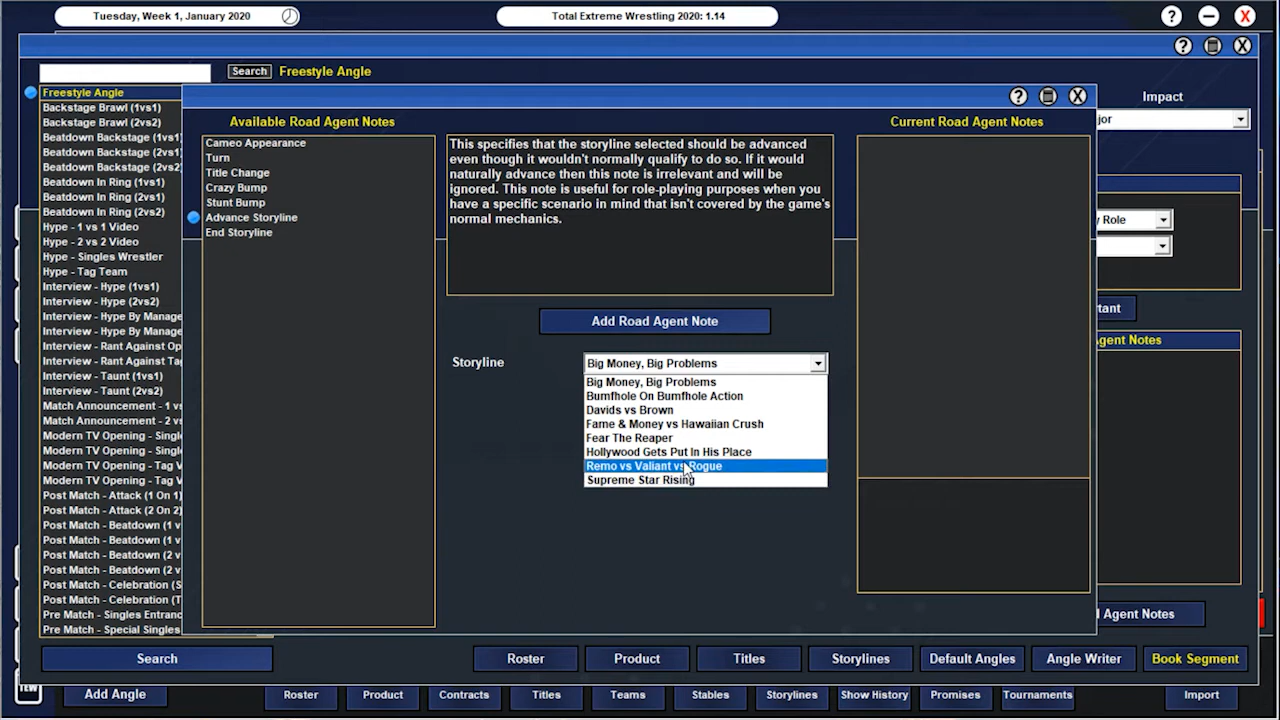 Tuesday, Week 1, January 2020
Total Extreme Wrestling 2020: 1.14
? X
? X
Search
Freestyle Angle
Impact
? X
Freestyle Angle
Backstage Brawl (1vs1)
Backstage Brawl (2vs2)
Beatdown Backstage (1vs1)
Beatdown Backstage (2vs1)
Beatdown Backstage (2vs2)
Beatdown In Ring (1vs1)
Beatdown In Ring (2vs1)
Beatdown In Ring (2vs2)
Hype - 1 vs 1 Video
Hype - 2 vs 2 Video
Hype - Singles Wrestler
Hype - Tag Team
Interview - Hype (1vs1)
Interview - Hype (2vs2)
Interview - Hype By Manage
Interview - Hype By Manage
Interview - Rant Against Op
Interview - Rant Against Ta
Interview - Taunt (1vs1)
Interview - Taunt (2vs2)
Match Announcement - 1 vs
Match Announcement - 2 vs
Modern TV Opening - Singl
Modern TV Opening - Singl
Modern TV Opening - Tag V
Modern TV Opening - Tag V
Post Match - Attack (1 On 1)
Post Match - Attack (2 On 2)
Post Match - Beatdown (1 v
Post Match - Beatdown (1 v
Post Match - Beatdown (2 v
Post Match - Beatdown (2 v
Post Match - Celebration (S
Post Match - Celebration (T
Pre Match - Singles Entranc
Pre Match - Special Singles
Available Road Agent Notes
Cameo Appearance
Turn
Title Change
Crazy Bump
Stunt Bump
Advance Storyline
End Storyline
This specifies that the storyline selected should be advanced
even though it wouldn't normally qualify to do so. If it would
naturally advance then this note is irrelevant and will be
ignored. This note is useful for role-playing purposes when you
have a specific scenario in mind that isn't covered by the game's
normal mechanics.
Add Road Agent Note
Storyline
Big Money, Big Problems
Big Money, Big Problems
Bumfhole On Bumfhole Action
Davids vs Brown
Fame & Money vs Hawaiian Crush
Fear The Reaper
Hollywood Gets Put In His Place
Remo vs Valiant vs Rogue
Supreme Star Rising
Current Road Agent Notes
jor
y Role
tant
gent Notes
l Agent Notes
Search
Roster
Product
Titles
Storylines
Default Angles
Angle Writer
Book Segment
TEW
Add Angle
Roster
Product
Contracts
Titles
Teams
Stables
Storylines
Show History
Promises
Tournaments
Import